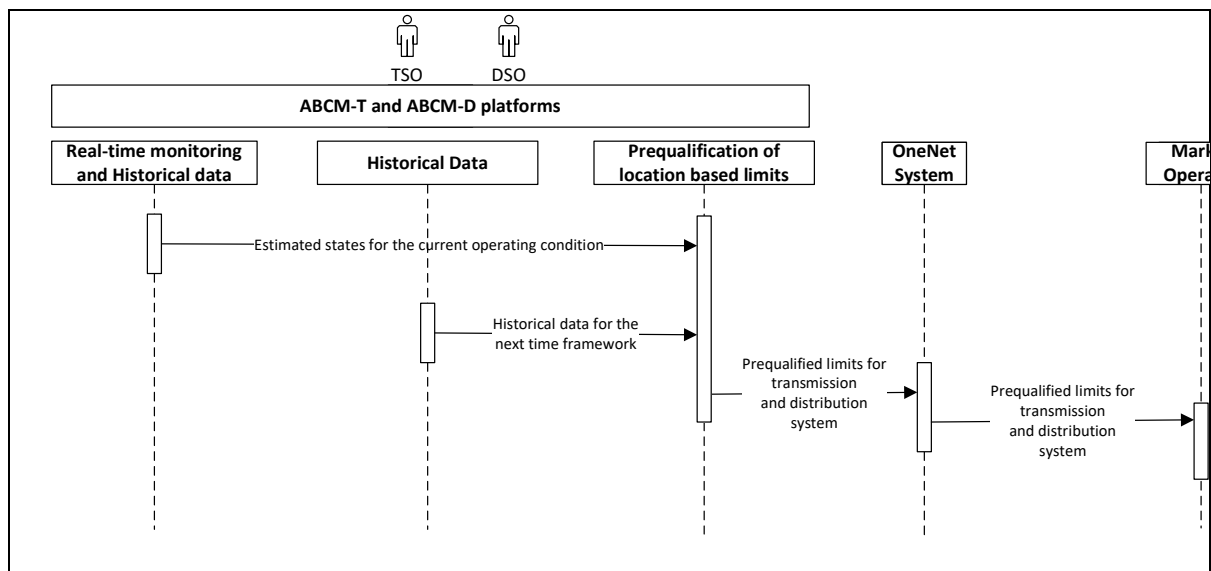 TSO DSO
ABCM-T and ABCM-D platforms
Real-time monitoring
and Historical data
Historical Data
Prequalification of
location based limits
OneNet
System
Mark
Opera
Estimated states for the current operating condition
Historical data for the
next time framework
Prequalified limits for
transmission
and distribution
system
Prequalified limits for
transmission
and distribution
system